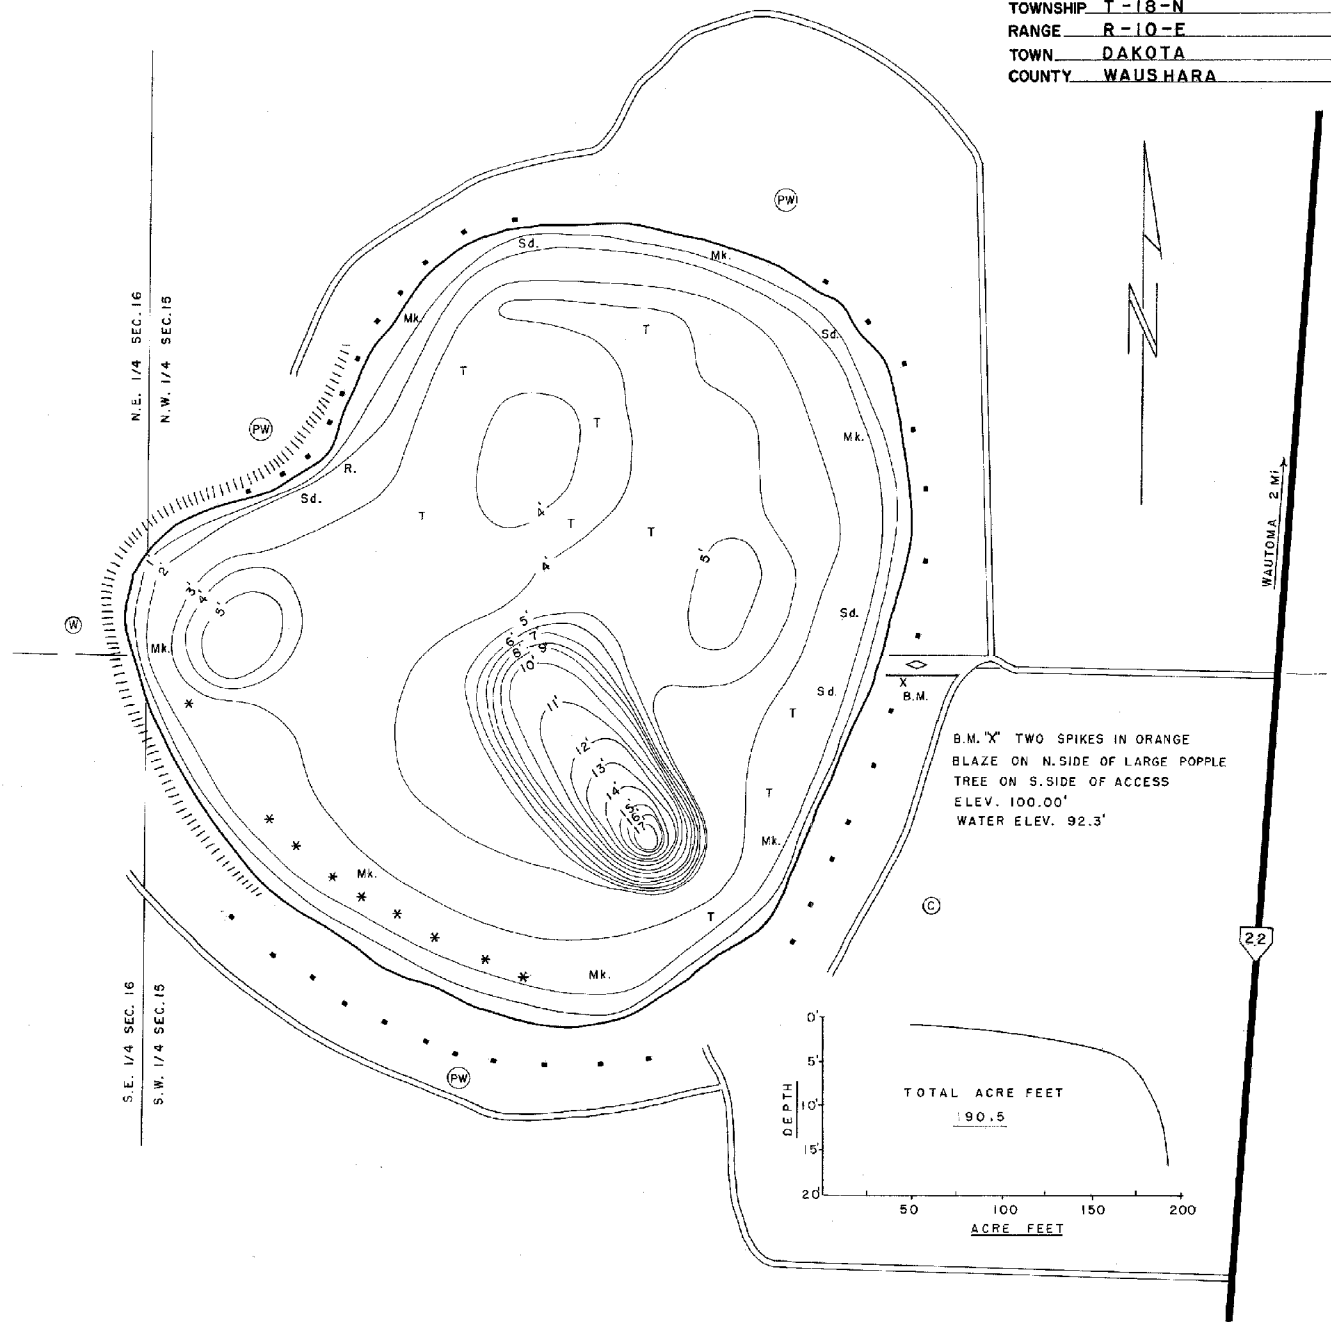 TOWNSHIP T-18-N
RANGE R-10-E
TOWN DAKOTA
COUNTY WAUSHARA
N.E. 1/4 SEC. 16
N.W. 1/4 SEC. 15
S.E. 1/4 SEC. 16
S.W. 1/4 SEC. 15
PW
PW
W
PW
C
Sd.
Mk.
Mk.
Sd.
T
T
T
Mk.
R.
Sd.
T
T
T
4'
4'
5'
1'
2'
3'
4'
5'
Mk.
Sd.
5'
6'
7'
8'
9'
10'
11'
12'
13'
14'
Sd.
T
T
Mk.
Mk.
T
Mk.
N
WAUTOMA 2 Mi
X
B.M.
B.M. "X" TWO SPIKES IN ORANGE
BLAZE ON N. SIDE OF LARGE POPPLE
TREE ON S. SIDE OF ACCESS
ELEV. 100.00'
WATER ELEV. 92.3'
22
0'
5'
10'
15'
20'
DEPTH
TOTAL ACRE FEET
190.5
50 100 150 200
ACRE FEET